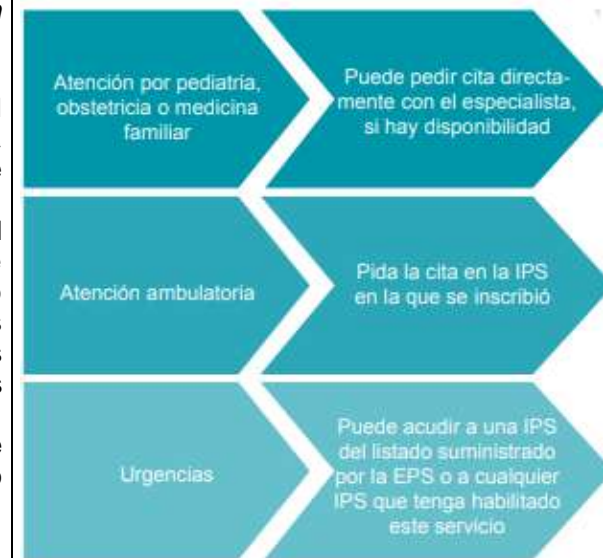 Atención por pediatría,
obstetricia o medicina
familiar
Puede pedir cita directa-
mente con el especialista,
si hay disponibilidad
Atención ambulatoria
Pida la cita en la IPS
en la que se inscribió
Urgencias
Puede acudir a una IPS
del listado suministrado
por la EPS o a cualquier
IPS que tenga habilitado
este servicio